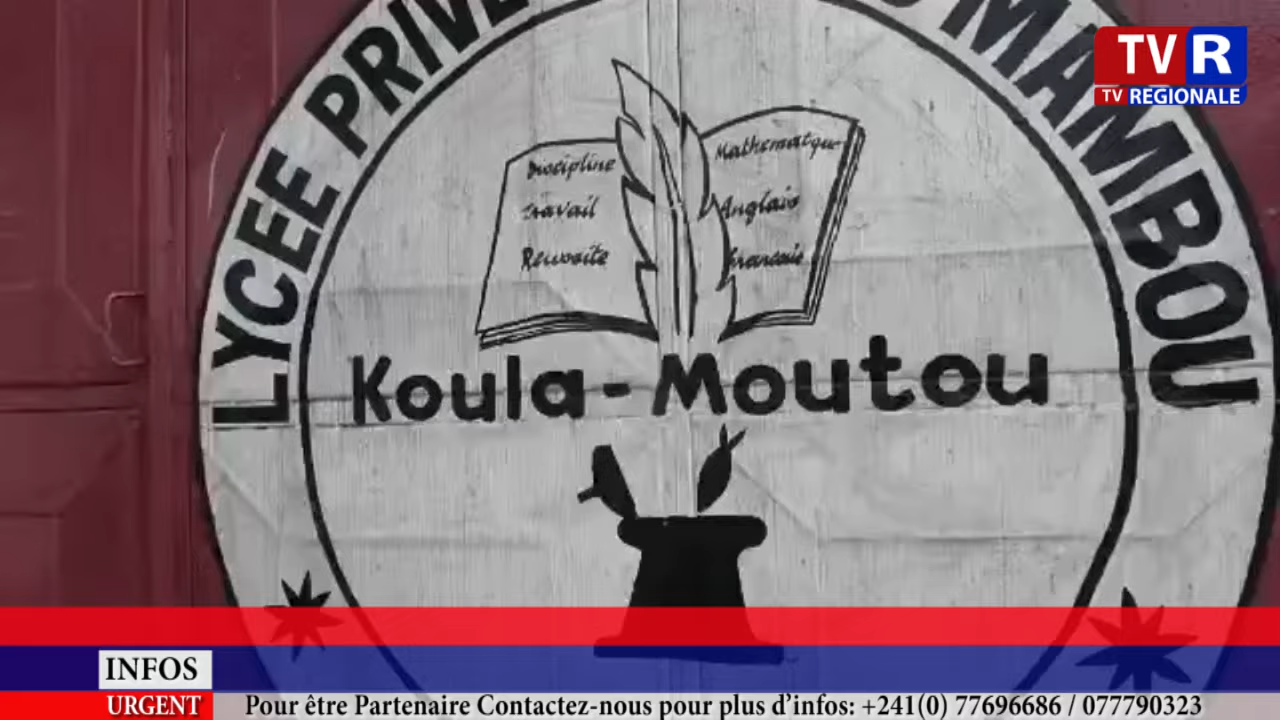 LYCEE PRIVE
MAMBOU
TVR
TV REGIONALE
Discipline
Travail
Reussite
Mathematique
Anglais
Francais
Koula-Moutou
INFOS
URGENT
Pour être Partenaire Contactez-nous pour plus d'infos: +241(0) 77696686 / 077790323